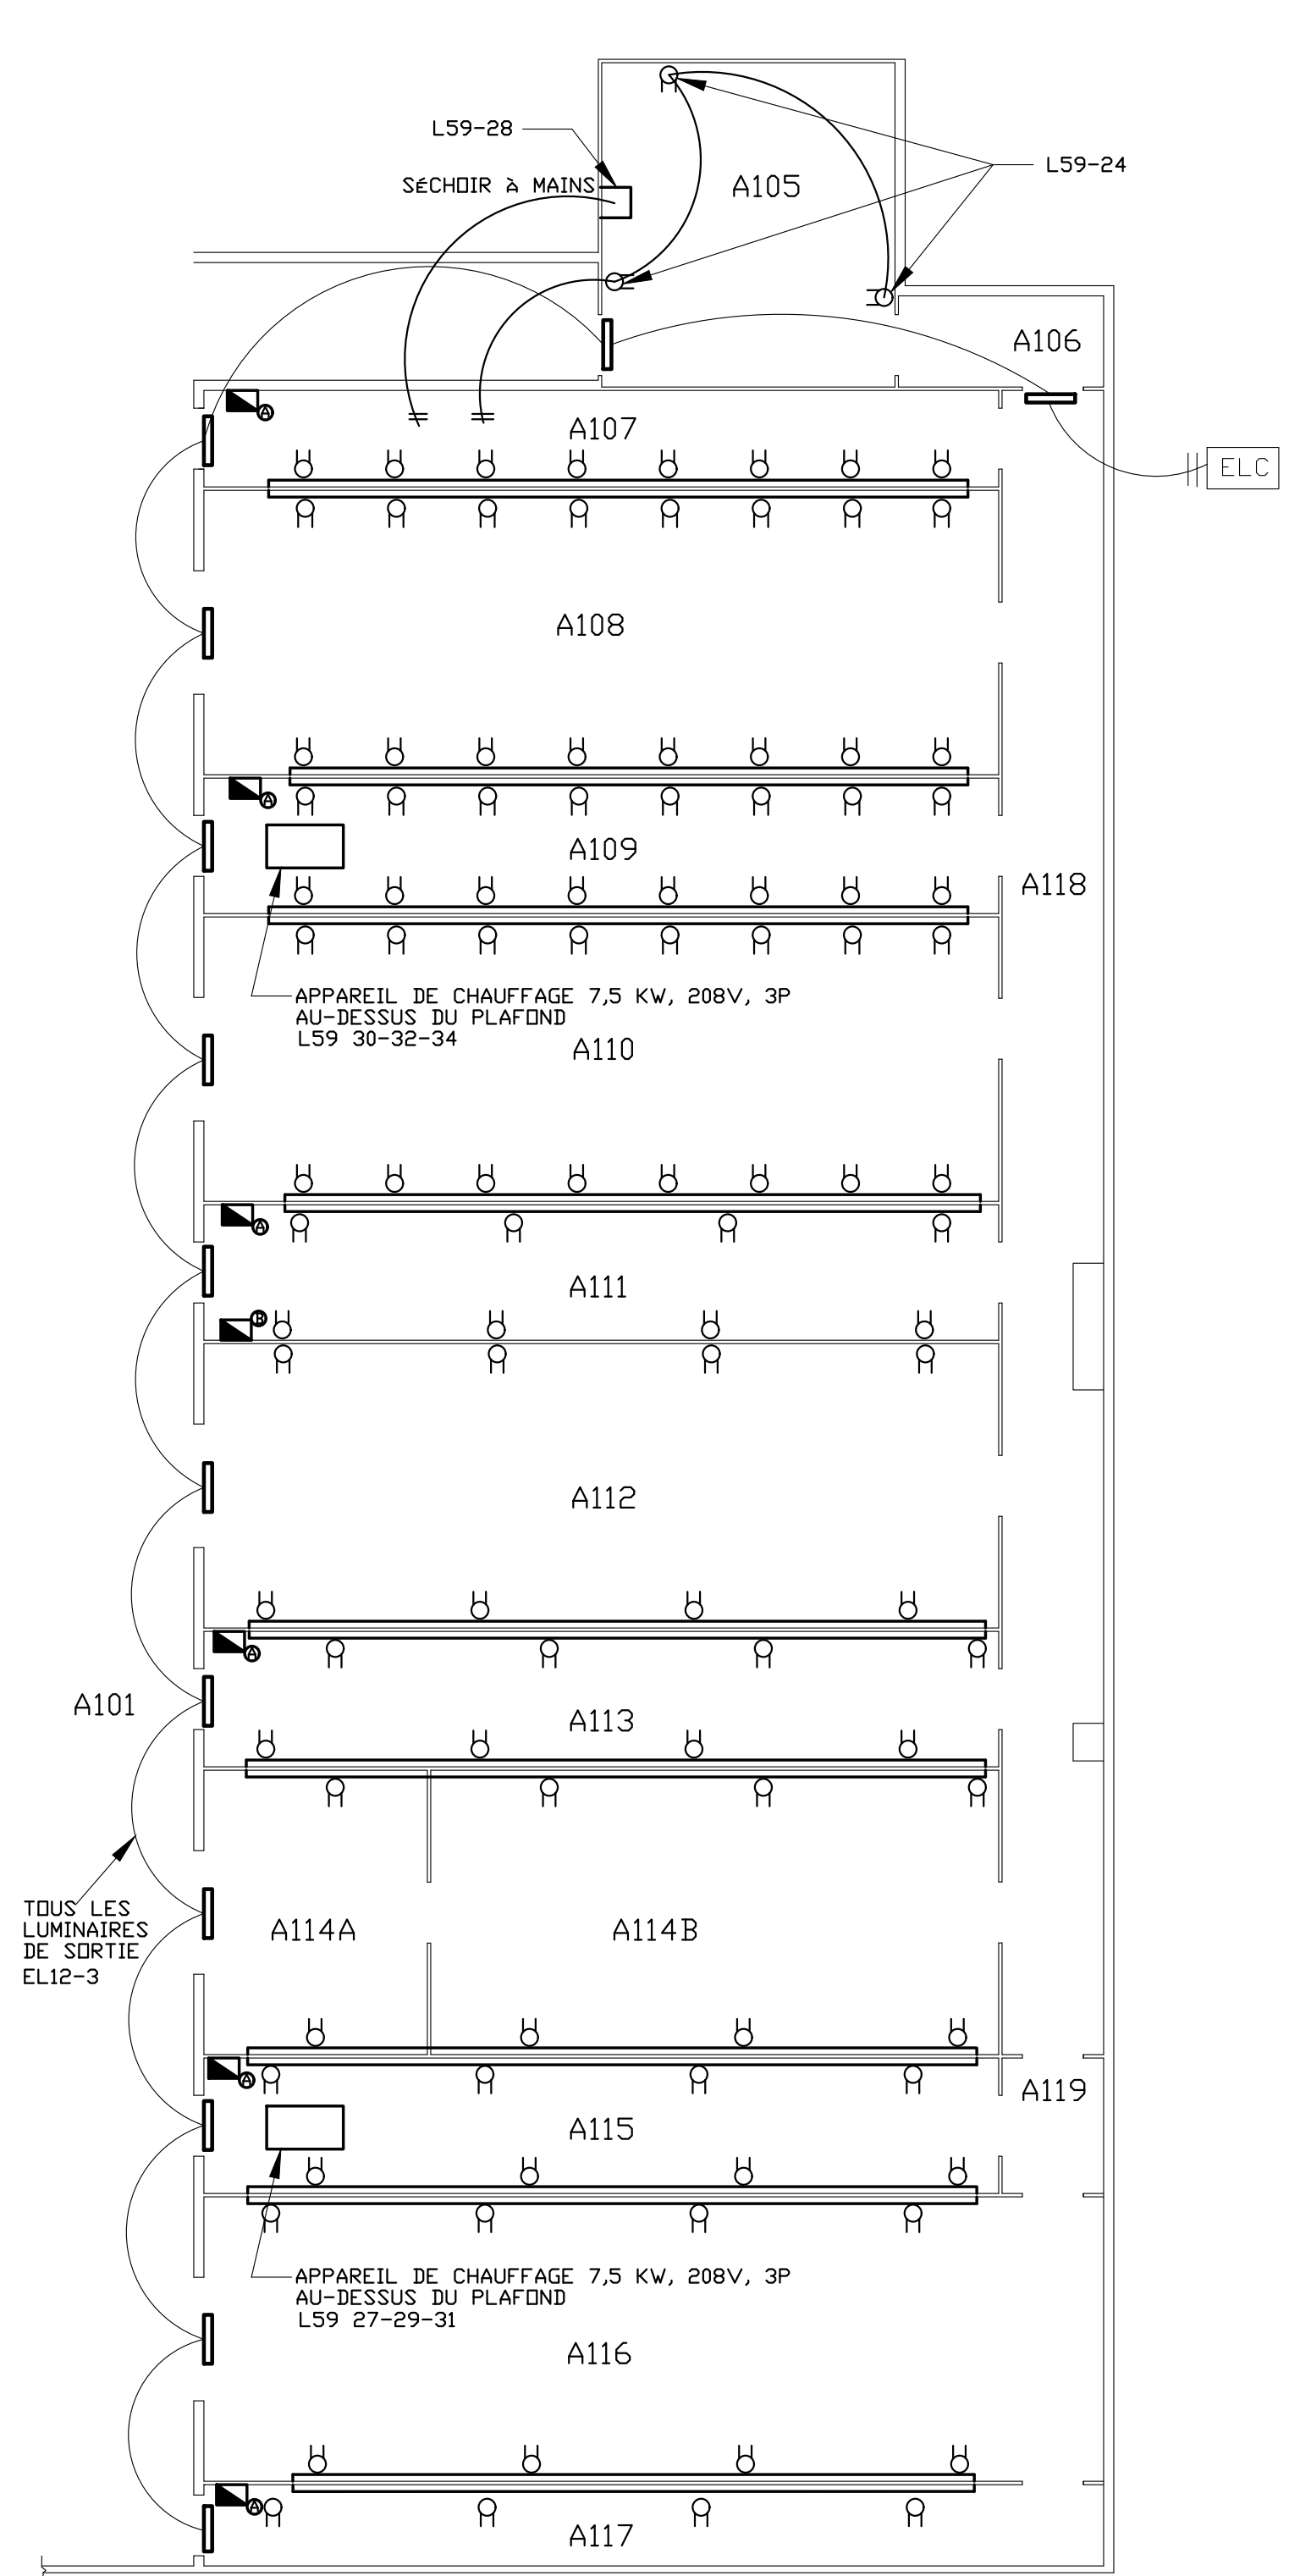 L59-28
SÉCHOIR à MAINS
A105
L59-24
A106
A
A107
ELC
A108
A
A109
A118
APPAREIL DE CHAUFFAGE 7,5 KW, 208V, 3P
AU-DESSUS DU PLAFOND
L59 30-32-34
A110
A
A111
B
A112
A
A101
A113
TOUS LES
LUMINAIRES
DE SORTIE
EL12-3
A114A
A114B
A
A119
A115
APPAREIL DE CHAUFFAGE 7,5 KW, 208V, 3P
AU-DESSUS DU PLAFOND
L59 27-29-31
A116
A
A117